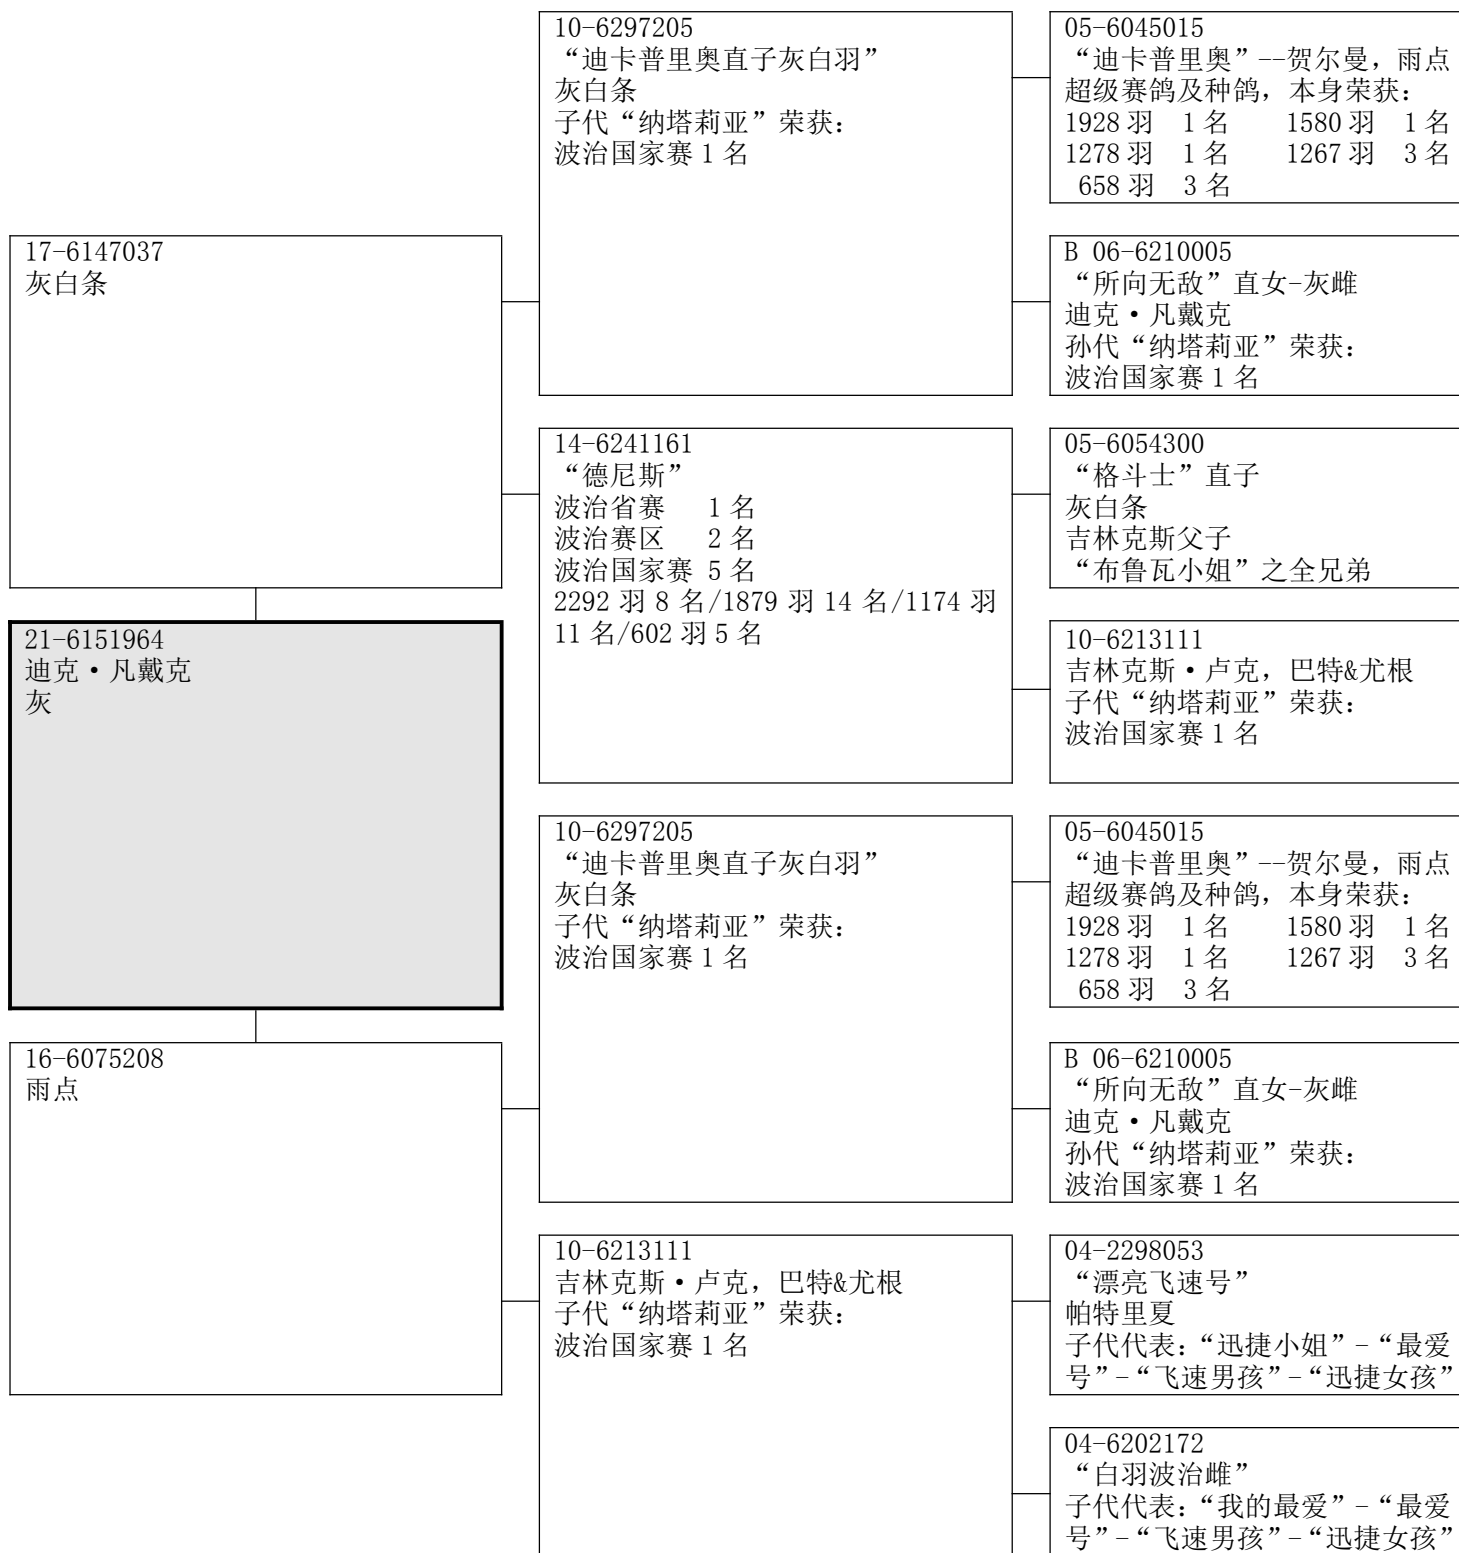 17-6147037
灰白条
21-6151964
迪克·凡戴克
灰
16-6075208
雨点
10-6297205
“迪卡普里奥直子灰白羽”
灰白条
子代“纳塔莉亚”荣获：
波治国家赛 1 名
14-6241161
“德尼斯”
波治省赛 1 名
波治赛区 2 名
波治国家赛 5 名
2292 羽 8 名/1879 羽 14 名/1174 羽
11 名/602 羽 5 名
10-6297205
“迪卡普里奥直子灰白羽”
灰白条
子代“纳塔莉亚”荣获：
波治国家赛 1 名
10-6213111
吉林克斯·卢克，巴特&尤根
子代“纳塔莉亚”荣获：
波治国家赛 1 名
05-6045015
“迪卡普里奥”--贺尔曼，雨点
超级赛鸽及种鸽，本身荣获：
1928 羽 1 名 1580 羽 1 名
1278 羽 1 名 1267 羽 3 名
658 羽 3 名
B 06-6210005
“所向无敌”直女-灰雌
迪克·凡戴克
孙代“纳塔莉亚”荣获：
波治国家赛 1 名
05-6054300
“格斗士”直子
灰白条
吉林克斯父子
“布鲁瓦小姐”之全兄弟
10-6213111
吉林克斯·卢克，巴特&尤根
子代“纳塔莉亚”荣获：
波治国家赛 1 名
05-6045015
“迪卡普里奥”--贺尔曼，雨点
超级赛鸽及种鸽，本身荣获：
1928 羽 1 名 1580 羽 1 名
1278 羽 1 名 1267 羽 3 名
658 羽 3 名
B 06-6210005
“所向无敌”直女-灰雌
迪克·凡戴克
孙代“纳塔莉亚”荣获：
波治国家赛 1 名
04-2298053
“漂亮飞速号”
帕特里夏
子代代表：“迅捷小姐”-“最爱
号”-“飞速男孩”-“迅捷女孩”
04-6202172
“白羽波治雌”
子代代表：“我的最爱”-“最爱
号”-“飞速男孩”-“迅捷女孩”